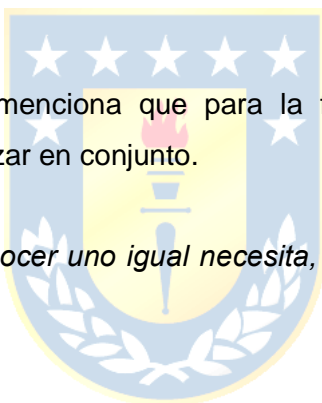 menciona que para la
zar en conjunto.
ocer uno igual necesita,